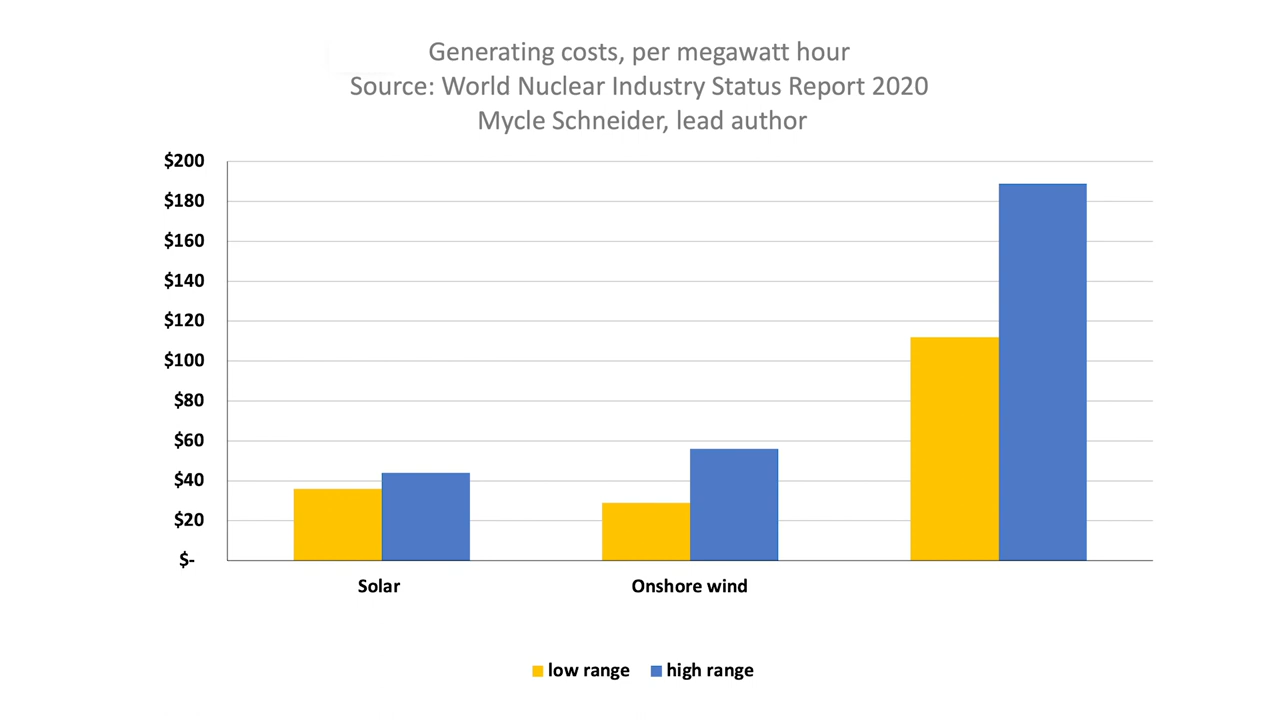 Generating costs, per megawatt hour
Source: World Nuclear Industry Status Report 2020
Mycle Schneider, lead author
$200
$180
$160
$140
$120
$100
$80
$60
$40
$20
$-
Solar
Onshore wind
low range
high range